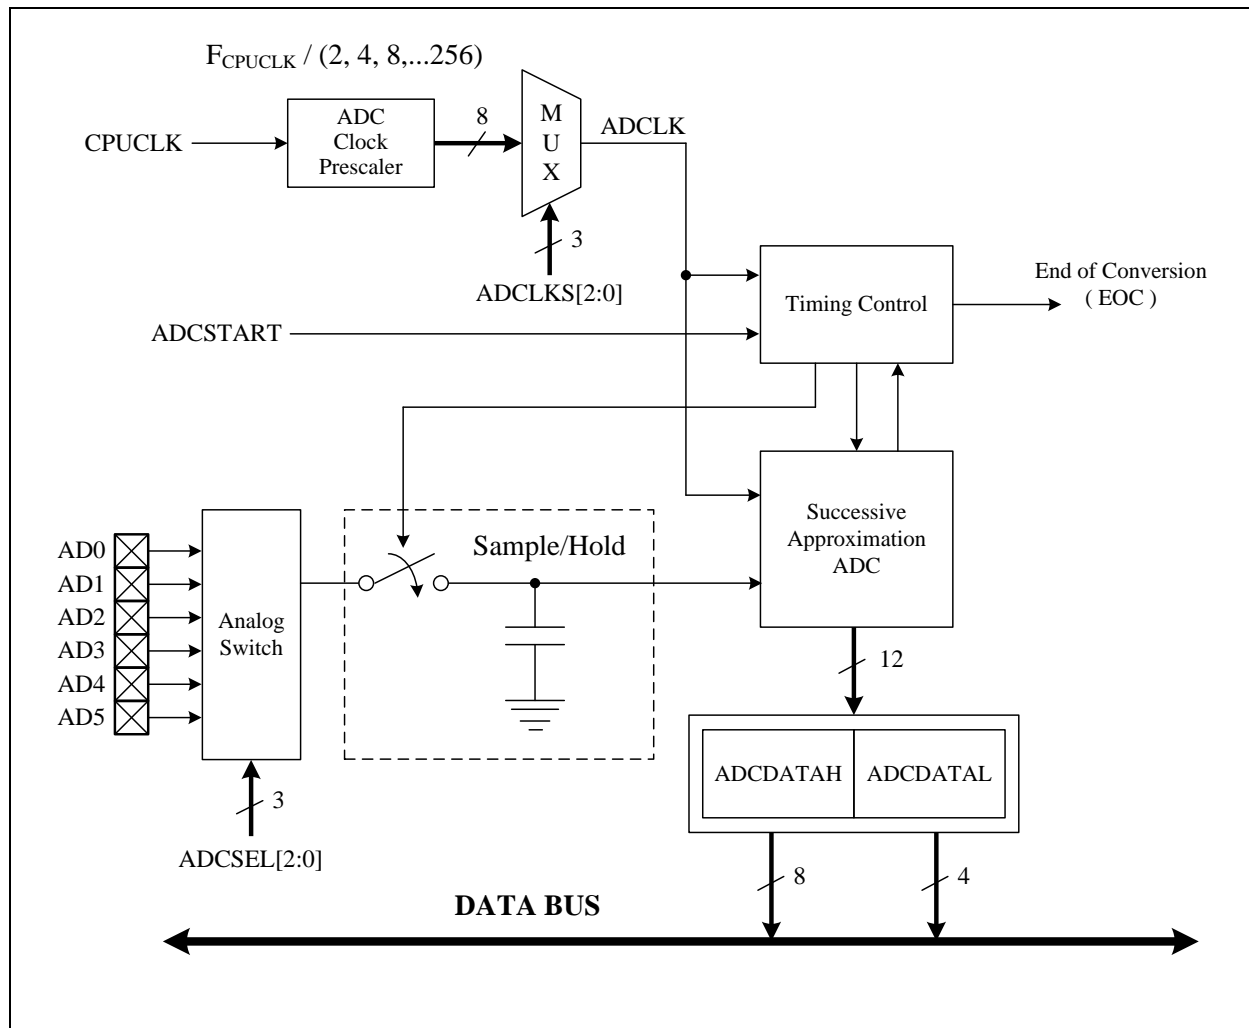 F_CPUCLK / (2, 4, 8,...256)
CPUCLK
ADC
Clock
Prescaler
8
M
U
X
ADCLK
3
ADCLKS[2:0]
ADCSTART
Timing Control
End of Conversion
( EOC )
Successive
Approximation
ADC
Sample/Hold
AD0
AD1
AD2
AD3
AD4
AD5
Analog
Switch
3
ADCSEL[2:0]
12
ADCDATAH
ADCDATAL
8
4
DATA BUS